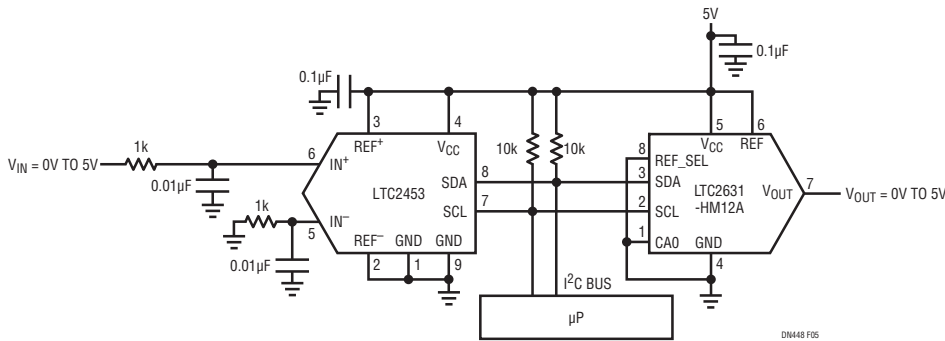 5V
0.1µF
0.1µF
3
4
5
6
REF+
VCC
10k
10k
VCC
REF
1k
VIN = 0V TO 5V
6
IN+
8
REF_SEL
0.01µF
LTC2453
SDA
8
3
SDA
LTC2631
-HM12A
VOUT
7
VOUT = 0V TO 5V
1k
SCL
7
2
SCL
IN–
5
REF–
GND
GND
1
CA0
GND
0.01µF
2
1
9
4
I2C BUS
µP
DN448 F05